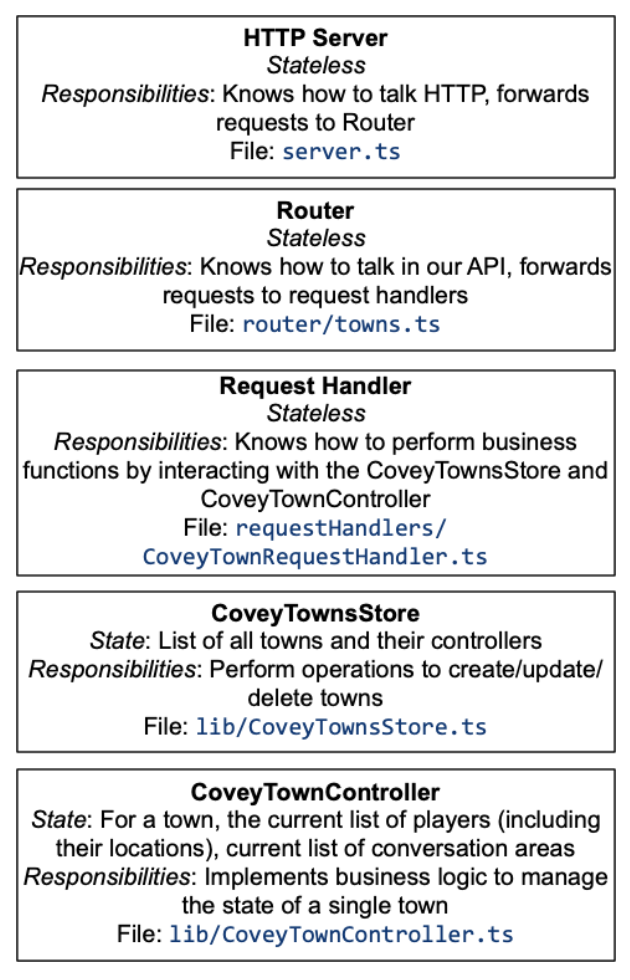 HTTP Server
Stateless
Responsibilities: Knows how to talk HTTP, forwards
requests to Router
File: server.ts
Router
Stateless
Responsibilities: Knows how to talk in our API, forwards
requests to request handlers
File: router/towns.ts
Request Handler
Stateless
Responsibilities: Knows how to perform business
functions by interacting with the CoveyTownsStore and
CoveyTownController
File: requestHandlers/
CoveyTownRequestHandler.ts
CoveyTownsStore
State: List of all towns and their controllers
Responsibilities: Perform operations to create/update/
delete towns
File: lib/CoveyTownsStore.ts
CoveyTownController
State: For a town, the current list of players (including
their locations), current list of conversation areas
Responsibilities: Implements business logic to manage
the state of a single town
File: lib/CoveyTownController.ts